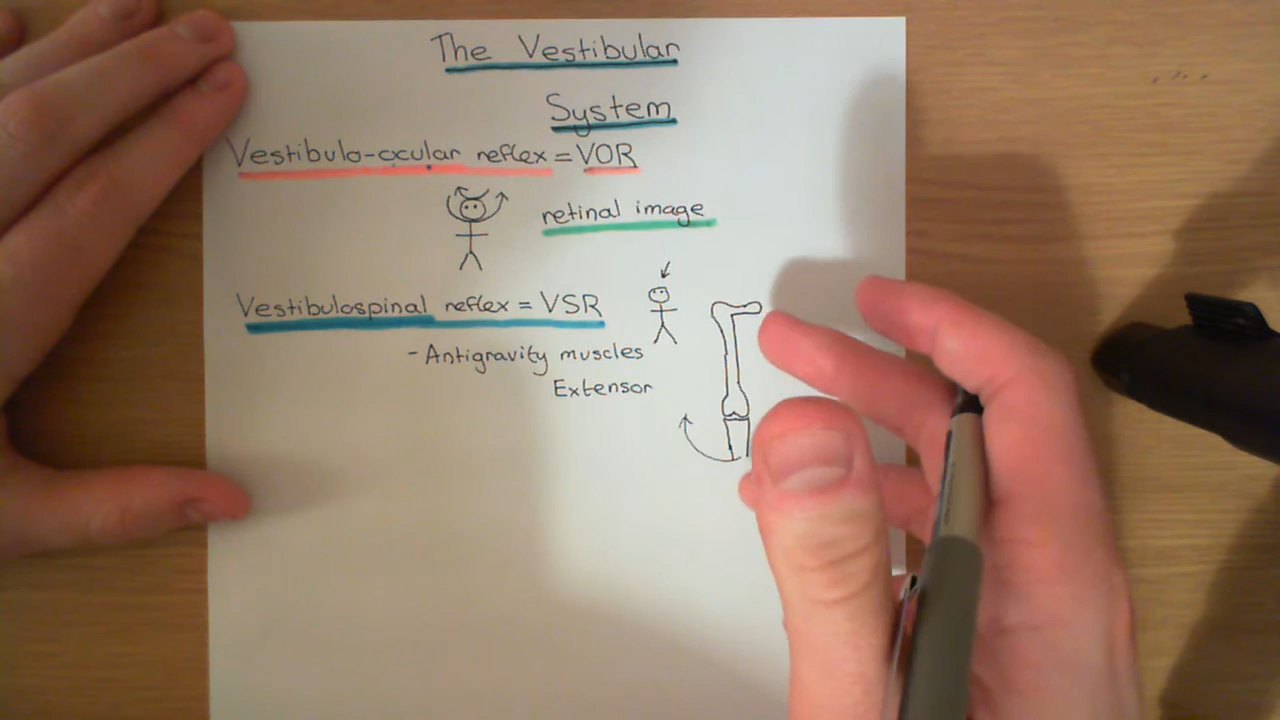 The Vestibular
System
Vestibulo-ocular reflex = VOR
retinal image
Vestibulospinal reflex = VSR
- Antigravity muscles
Extensor